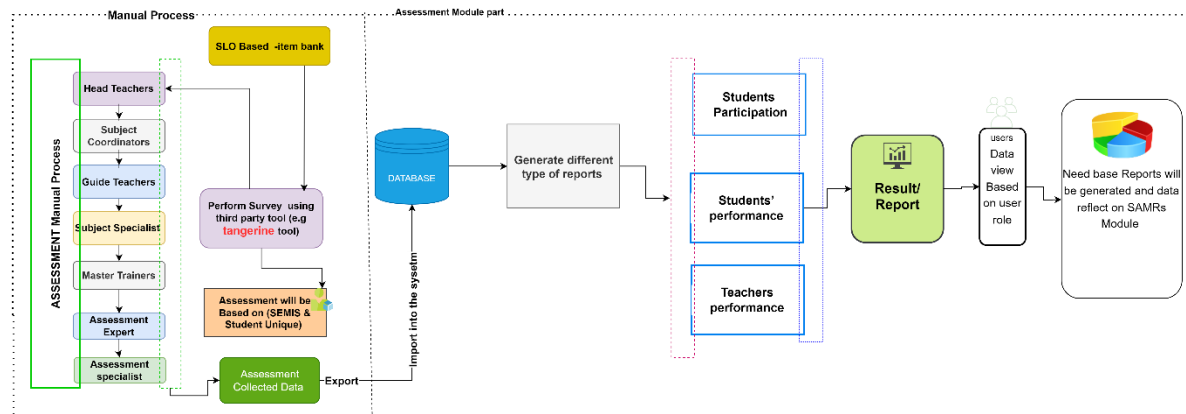 Manual Process
Assessment Module part
SLO Based -item bank
ASSESSMENT Manual Process
Head Teachers
Subject
Coordinators
Guide Teachers
Subject Specialist
Master Trainers
Assessment
Expert
Assessment
specialist
Perform Survey using
third party tool (e.g
tangerine tool)
Assessment will be
Based on (SEMIS &
Student Unique)
Assessment
Collected Data
Export
Import into the sysetm
DATABASE
Generate different
type of reports
Students
Participation
Students'
performance
Teachers
performance
Result/
Report
users
Data
view
Based
on user
role
Need base Reports will
be generated and data
reflect on SAMRs
Module